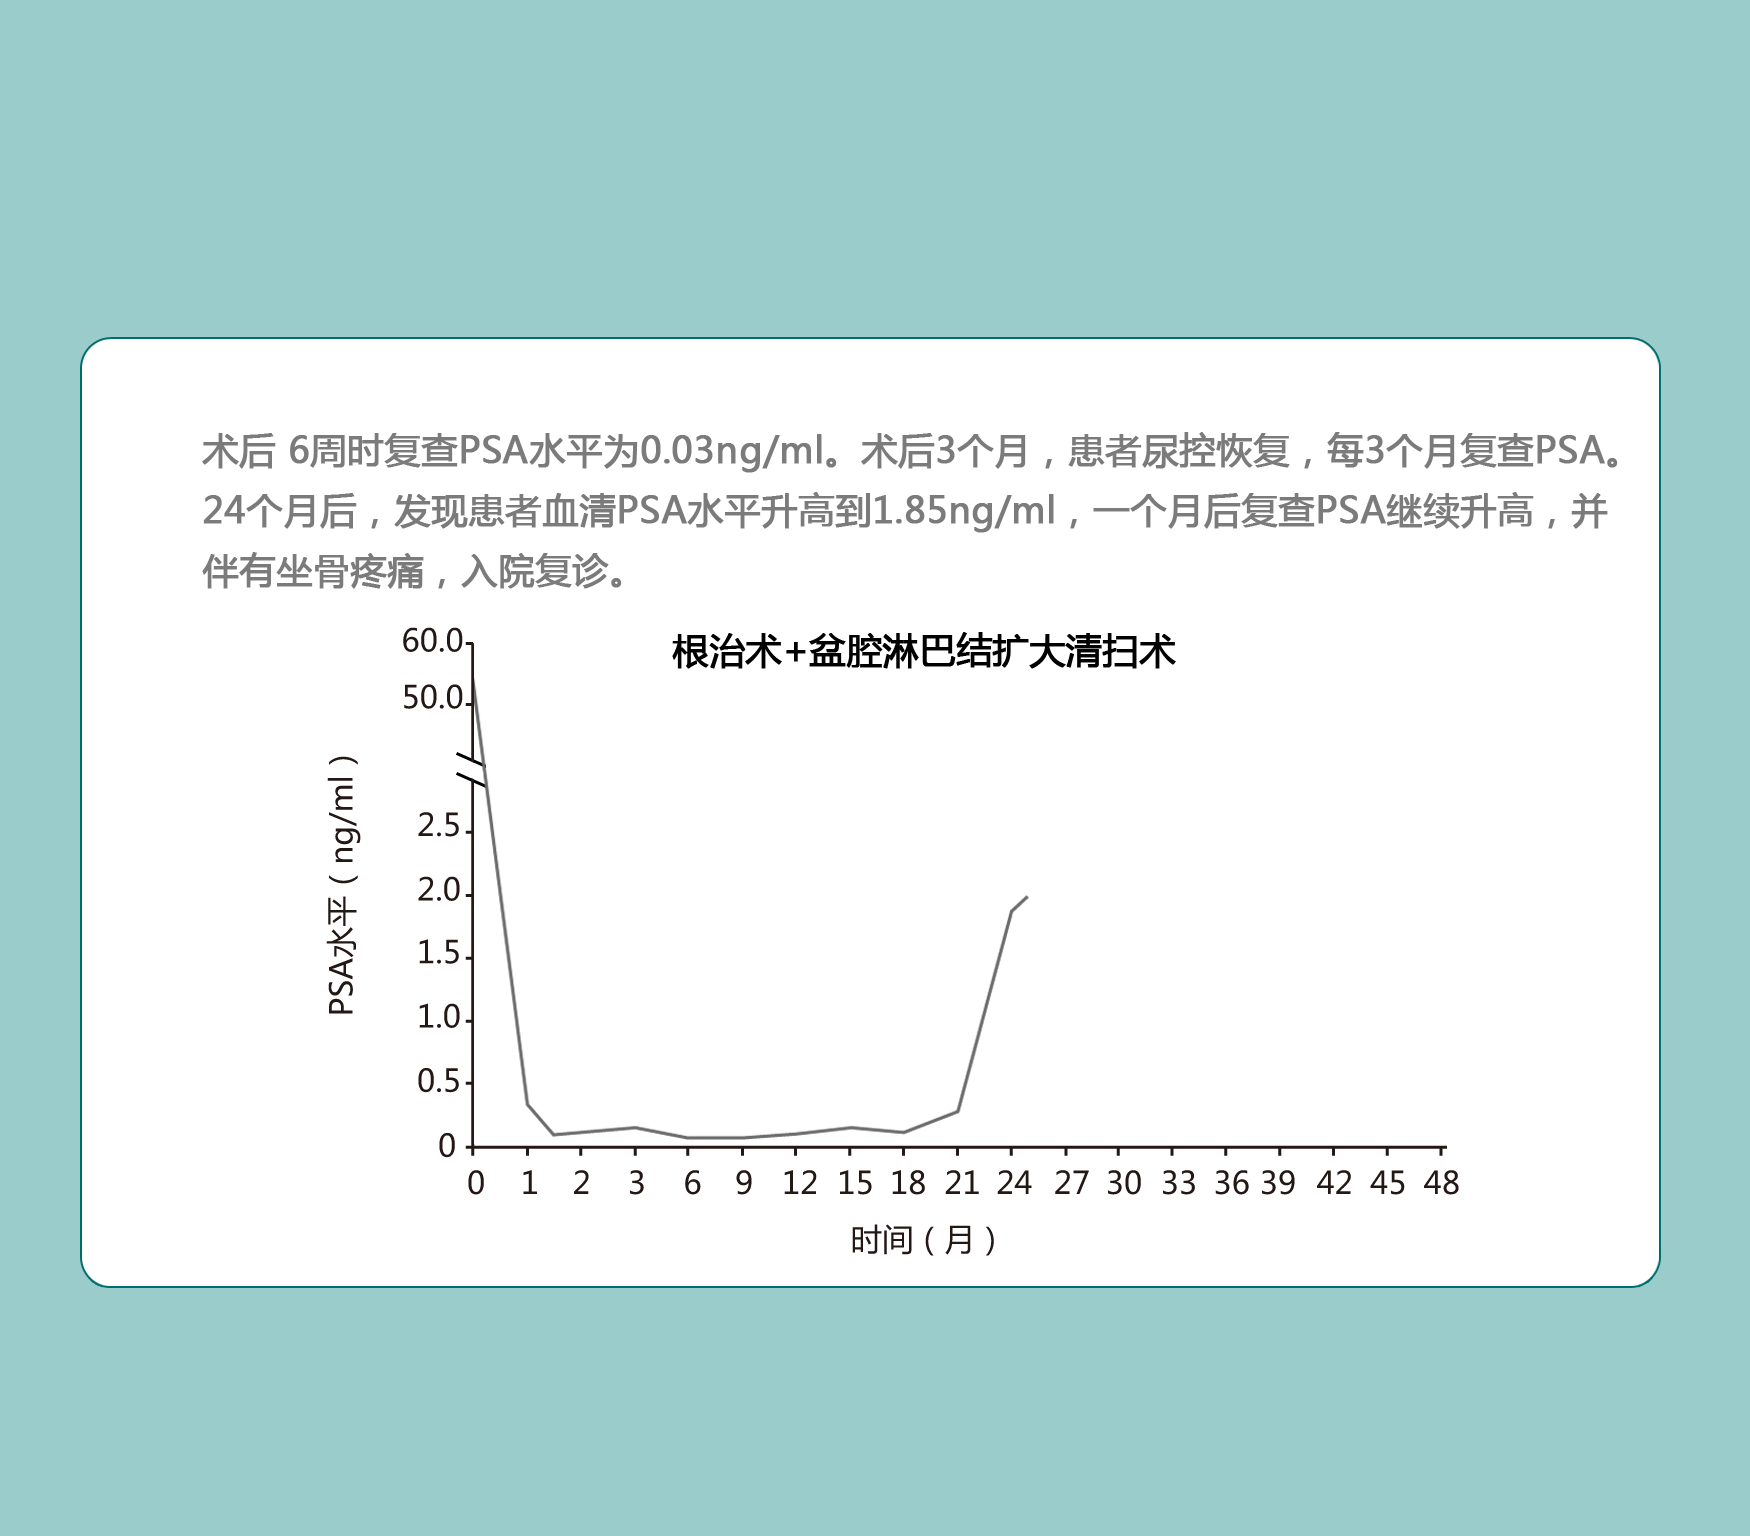 术后 6周时复查PSA水平为0.03ng/ml。术后3个月，患者尿控恢复，每3个月复查PSA。
24个月后，发现患者血清PSA水平升高到1.85ng/ml，一个月后复查PSA继续升高，并
伴有坐骨疼痛，入院复诊。
根治术+盆腔淋巴结扩大清扫术
60.0
50.0
2.5
2.0
1.5
1.0
0.5
0
PSA水平（ng/ml）
0 1 2 3 6 9 12 15 18 21 24 27 30 33 36 39 42 45 48
时间（月）